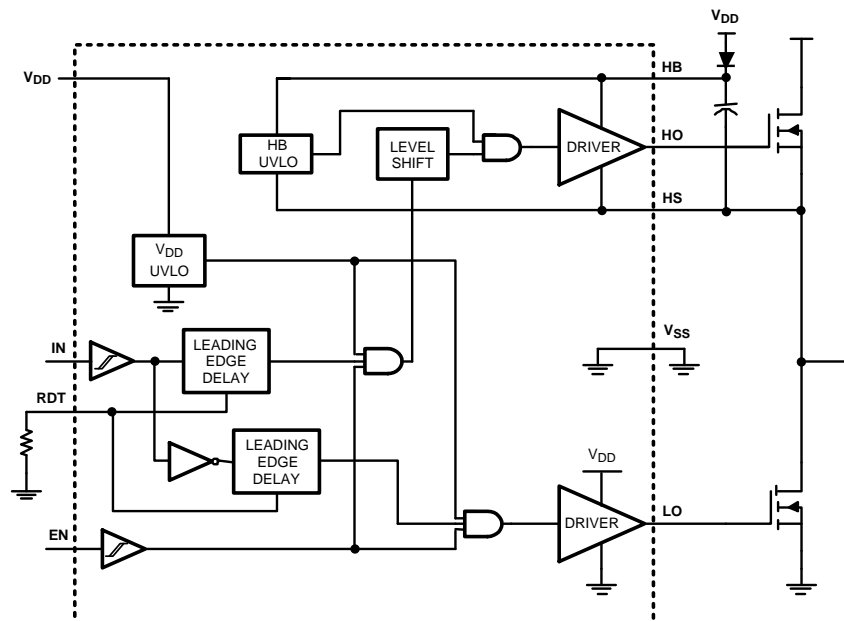 VDD
HB
VDD
HB
UVLO
LEVEL
SHIFT
DRIVER
HO
HS
VDD
UVLO
IN
LEADING
EDGE
DELAY
VSS
RDT
LEADING
EDGE
DELAY
VDD
DRIVER
LO
EN